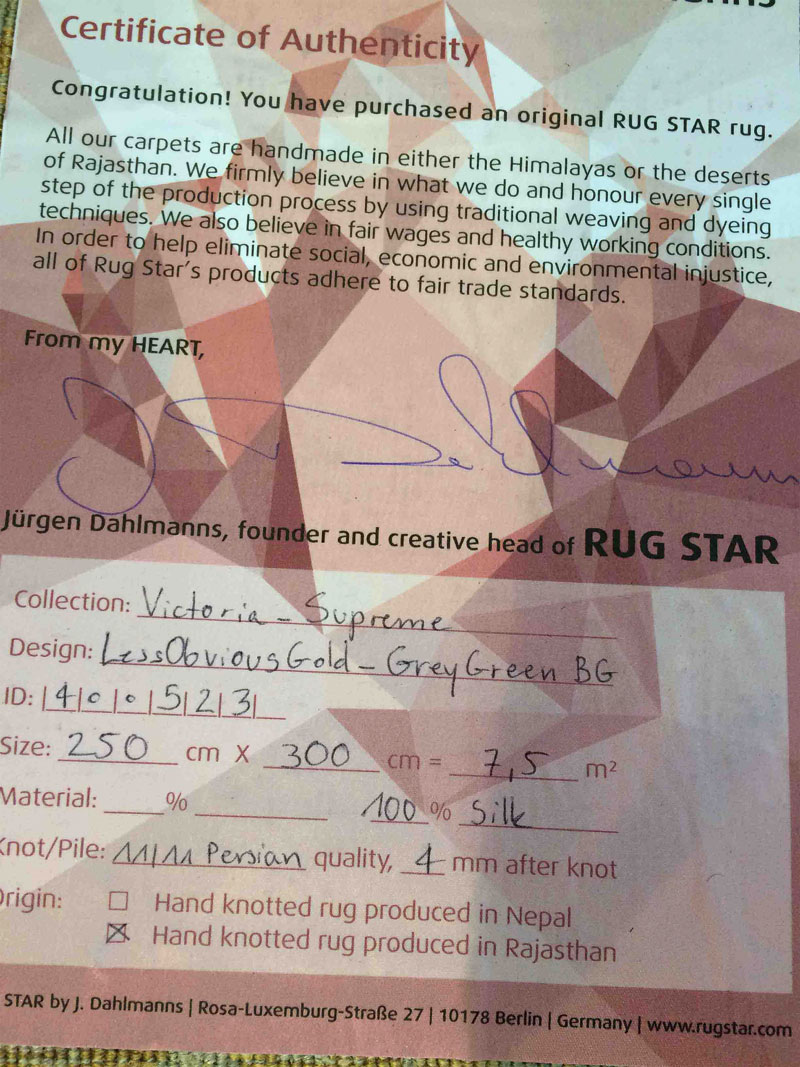 Certificate of Authenticity
Congratulation! You have purchased an original RUG STAR rug.
All our carpets are handmade in either the Himalayas or the deserts
of Rajasthan. We firmly believe in what we do and honour every single
step of the production process by using traditional weaving and dyeing
techniques. We also believe in fair wages and healthy working conditions.
In order to help eliminate social, economic and environmental injustice,
all of Rug Star's products adhere to fair trade standards.
From my HEART,
J Dahlmanns
Jürgen Dahlmanns, founder and creative head of RUG STAR
Collection: Victoria - Supreme
Design: LessObviousGold - GreyGreen BG
ID: |4|0|0|5|2|3|
Size: 250 cm X 300 cm = 7,5 m²
Material: % 100 % Silk
Knot/Pile: 11/11 Persian quality, 4 mm after knot
Origin: ☐ Hand knotted rug produced in Nepal
☒ Hand knotted rug produced in Rajasthan
STAR by J. Dahlmanns | Rosa-Luxemburg-Straße 27 | 10178 Berlin | Germany | www.rugstar.com